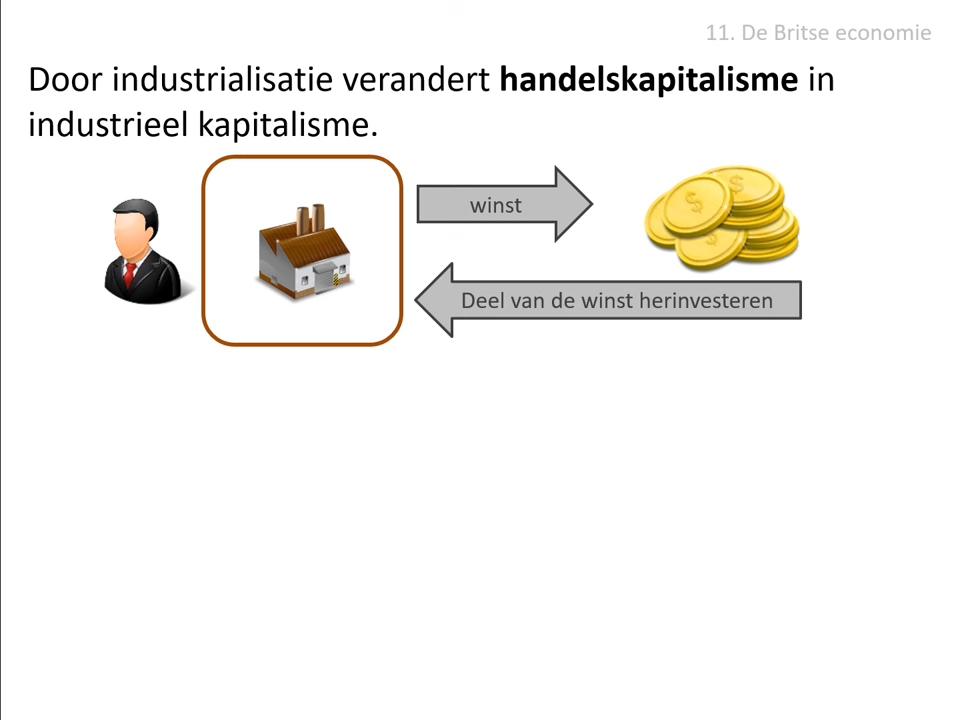 11. De Britse economie
Door industrialisatie verandert handelskapitalisme in
industrieel kapitalisme.
winst
Deel van de winst herinvesteren